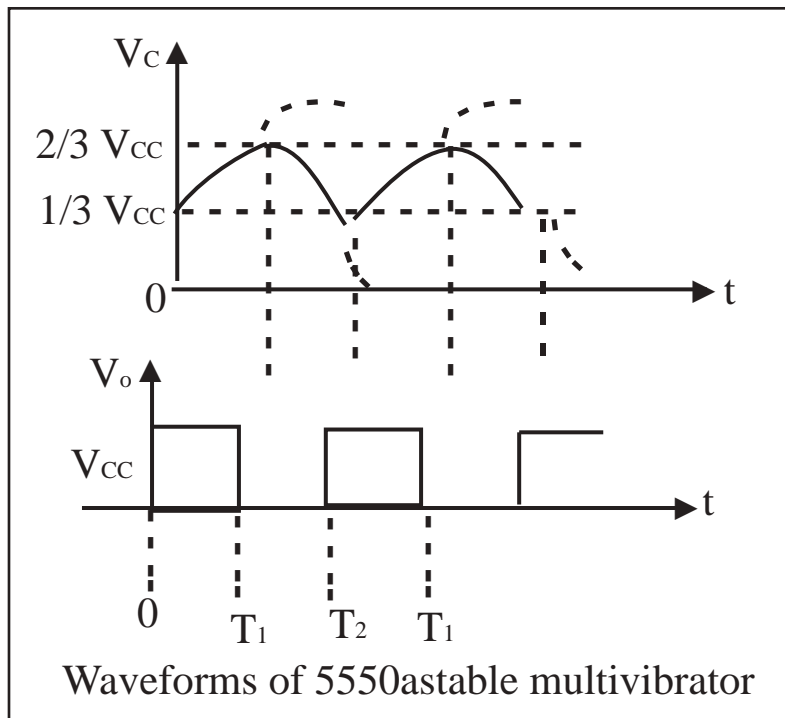 VC
2/3 VCC
1/3 VCC
0
t
Vo
VCC
t
0
T1
T2
T1
Waveforms of 5550astable multivibrator